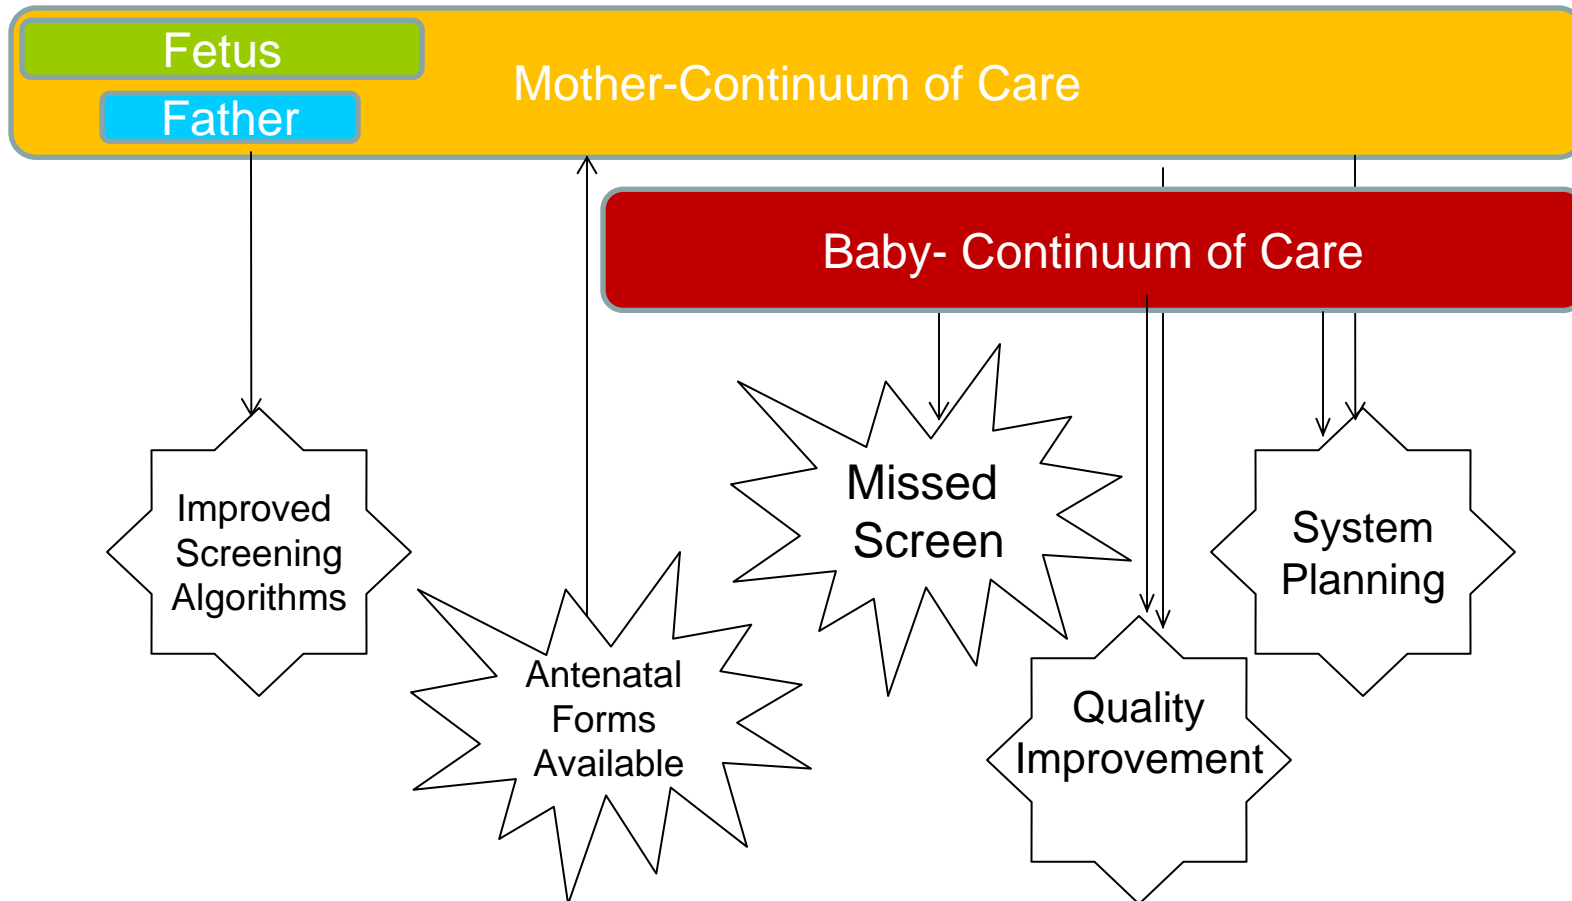 Fetus
Father
Mother-Continuum of Care
Baby- Continuum of Care
Improved
Screening
Algorithms
Antenatal
Forms
Available
Missed
Screen
Quality
Improvement
System
Planning